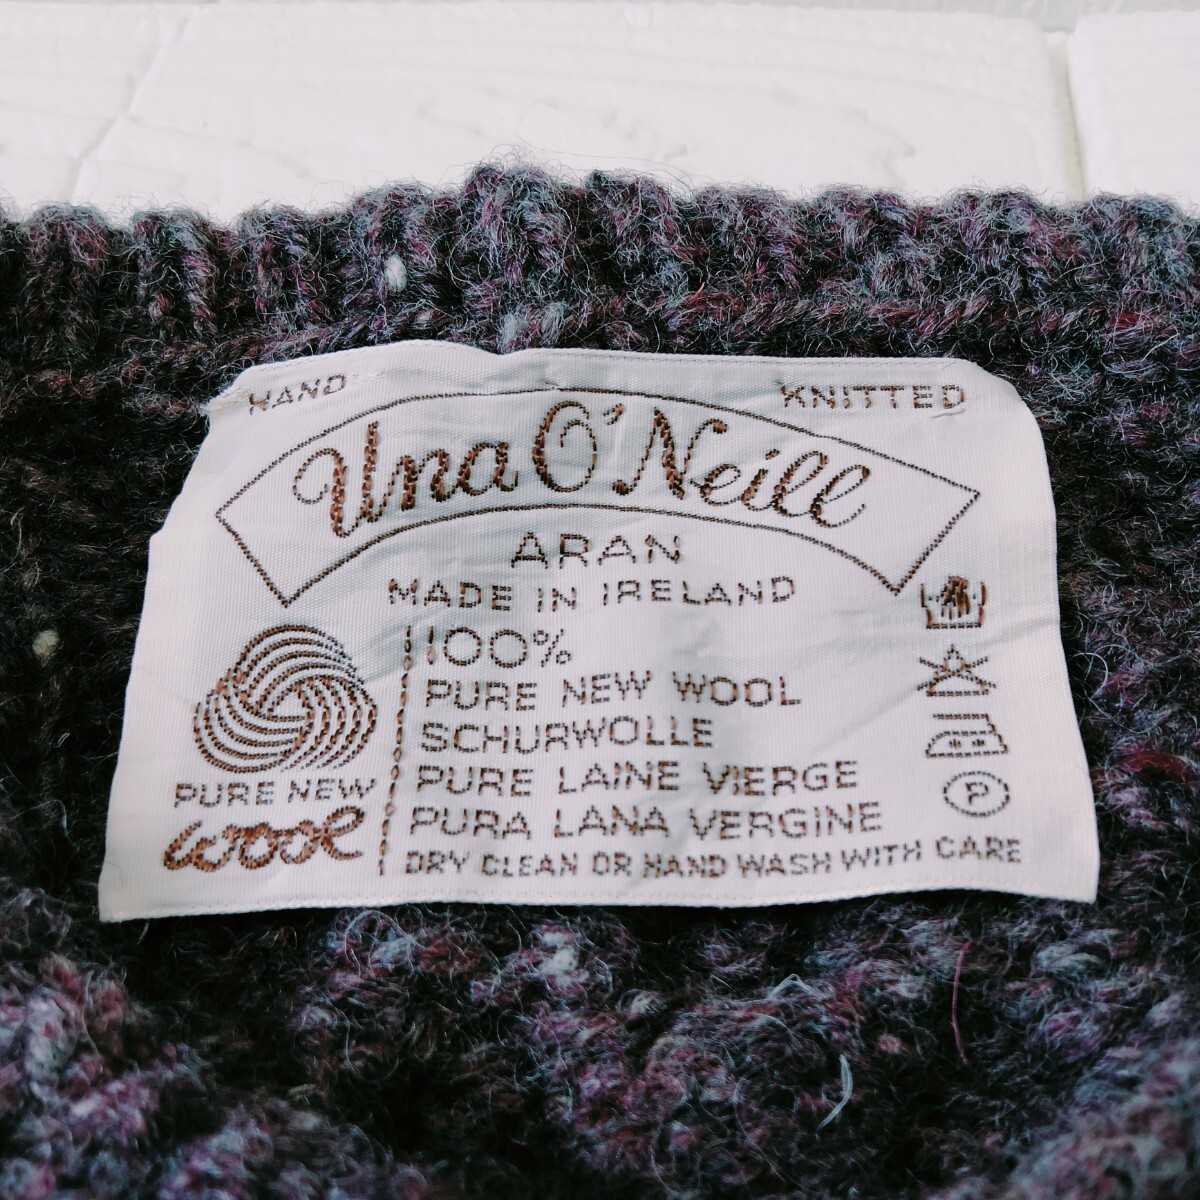 HAND KNITTED
Una O'Neill
ARAN
MADE IN IRELAND
100%
PURE NEW WOOL
SCHURWOLLE
PURE LAINE VIERGE
PURA LANA VERGINE
DRY CLEAN OR HAND WASH WITH CARE
PURE NEW
wool
P